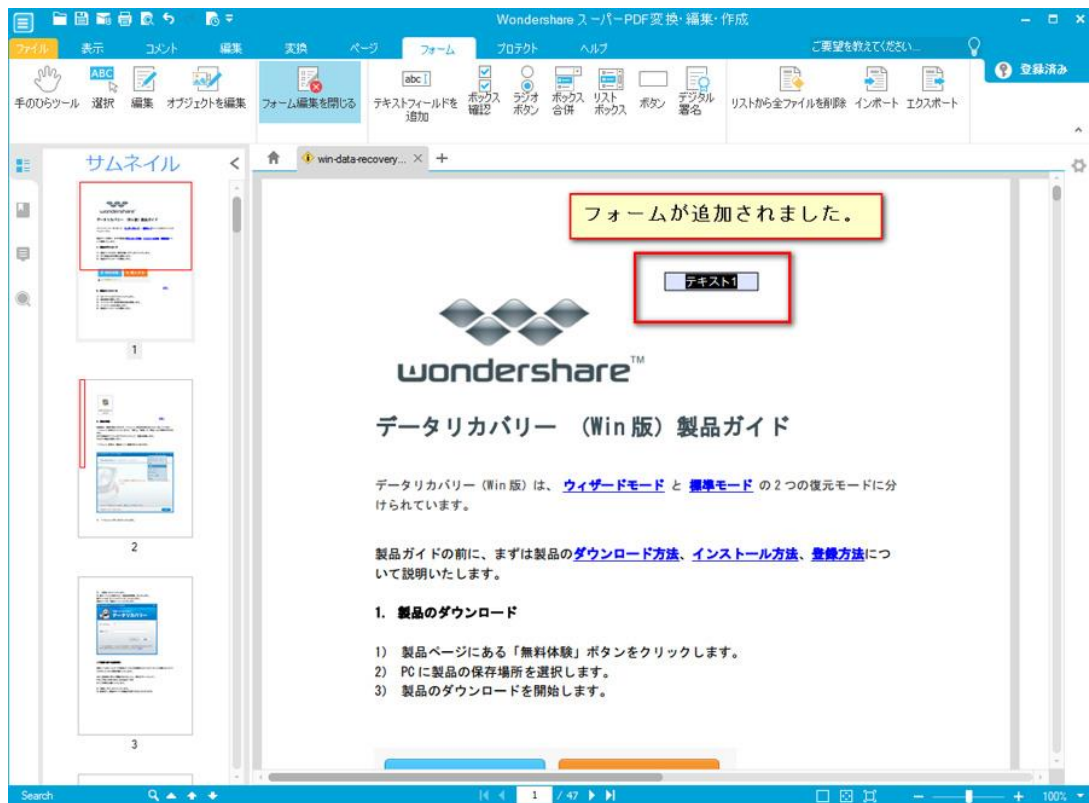 Wondershare スーパーPDF変換・編集・作成
ファイル 表示 コメント 編集 変換 ページ フォーム プロテクト ヘルプ ご要望を教えてください...
登録済み
手のひらツール 選択 編集 オブジェクトを編集 フォーム編集を閉じる テキストフィールドを追加 ボックス確認 ラジオボタン ボックス合併 リストボックス ボタン デジタル署名 リストから全ファイルを削除 インポート エクスポート
サムネイル
win-data-recovery...
フォームが追加されました。
テキスト1
wondershare™
データリカバリー （Win版）製品ガイド
データリカバリー（Win版）は、 ウィザードモード と 標準モード の2つの復元モードに分
けられています。
製品ガイドの前に、まずは製品のダウンロード方法、インストール方法、登録方法につ
いて説明いたします。
1. 製品のダウンロード
1) 製品ページにある「無料体験」ボタンをクリックします。
2) PCに製品の保存場所を選択します。
3) 製品のダウンロードを開始します。
1
2
3
Search
1 / 47
100%